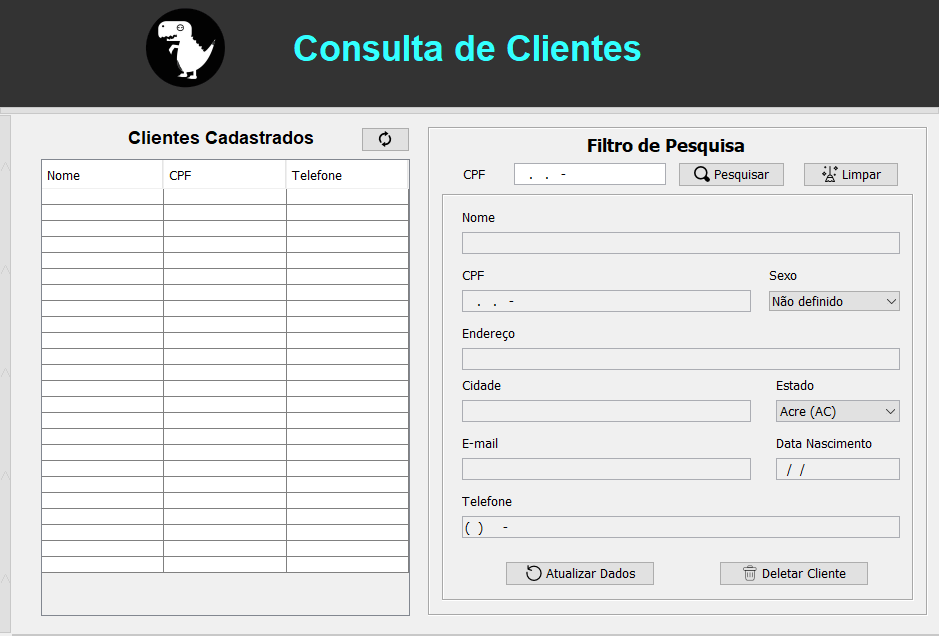 Consulta de Clientes
Clientes Cadastrados
Nome CPF Telefone
Filtro de Pesquisa
CPF . . - Pesquisar Limpar
Nome
CPF Sexo
. . - Não definido
Endereço
Cidade Estado
Acre (AC)
E-mail Data Nascimento
/ /
Telefone
( ) -
Atualizar Dados Deletar Cliente